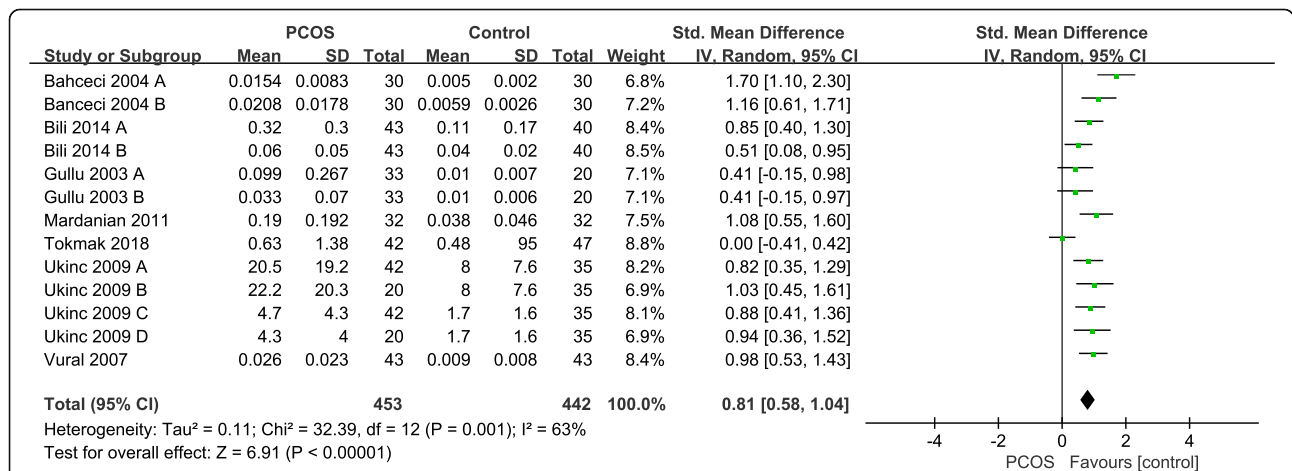 PCOS Control Std. Mean Difference Std. Mean Difference
Study or Subgroup Mean SD Total Mean SD Total Weight IV, Random, 95% CI IV, Random, 95% CI
Bahceci 2004 A 0.0154 0.0083 30 0.005 0.002 30 6.8% 1.70 [1.10, 2.30]
Banceci 2004 B 0.0208 0.0178 30 0.0059 0.0026 30 7.2% 1.16 [0.61, 1.71]
Bili 2014 A 0.32 0.3 43 0.11 0.17 40 8.4% 0.85 [0.40, 1.30]
Bili 2014 B 0.06 0.05 43 0.04 0.02 40 8.5% 0.51 [0.08, 0.95]
Gullu 2003 A 0.099 0.267 33 0.01 0.007 20 7.1% 0.41 [-0.15, 0.98]
Gullu 2003 B 0.033 0.07 33 0.01 0.006 20 7.1% 0.41 [-0.15, 0.97]
Mardanian 2011 0.19 0.192 32 0.038 0.046 32 7.5% 1.08 [0.55, 1.60]
Tokmak 2018 0.63 1.38 42 0.48 95 47 8.8% 0.00 [-0.41, 0.42]
Ukinc 2009 A 20.5 19.2 42 8 7.6 35 8.2% 0.82 [0.35, 1.29]
Ukinc 2009 B 22.2 20.3 20 8 7.6 35 6.9% 1.03 [0.45, 1.61]
Ukinc 2009 C 4.7 4.3 42 1.7 1.6 35 8.1% 0.88 [0.41, 1.36]
Ukinc 2009 D 4.3 4 20 1.7 1.6 35 6.9% 0.94 [0.36, 1.52]
Vural 2007 0.026 0.023 43 0.009 0.008 43 8.4% 0.98 [0.53, 1.43]
Total (95% CI) 453 442 100.0% 0.81 [0.58, 1.04]
Heterogeneity: Tau² = 0.11; Chi² = 32.39, df = 12 (P = 0.001); I² = 63%
Test for overall effect: Z = 6.91 (P < 0.00001)
-4 -2 0 2 4
PCOS Favours [control]